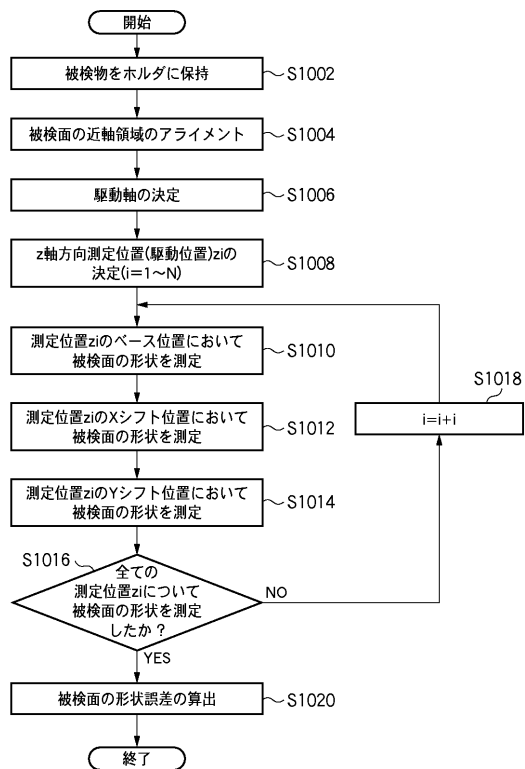 開始
被検物をホルダに保持
S1002
被検面の近軸領域のアライメント
S1004
駆動軸の決定
S1006
z軸方向測定位置(駆動位置)ziの
決定(i=1〜N)
S1008
測定位置ziのベース位置において
被検面の形状を測定
S1010
S1018
i=i+i
測定位置ziのXシフト位置において
被検面の形状を測定
S1012
測定位置ziのYシフト位置において
被検面の形状を測定
S1014
S1016
全ての
測定位置ziについて
被検面の形状を測定
したか？
NO
YES
被検面の形状誤差の算出
S1020
終了